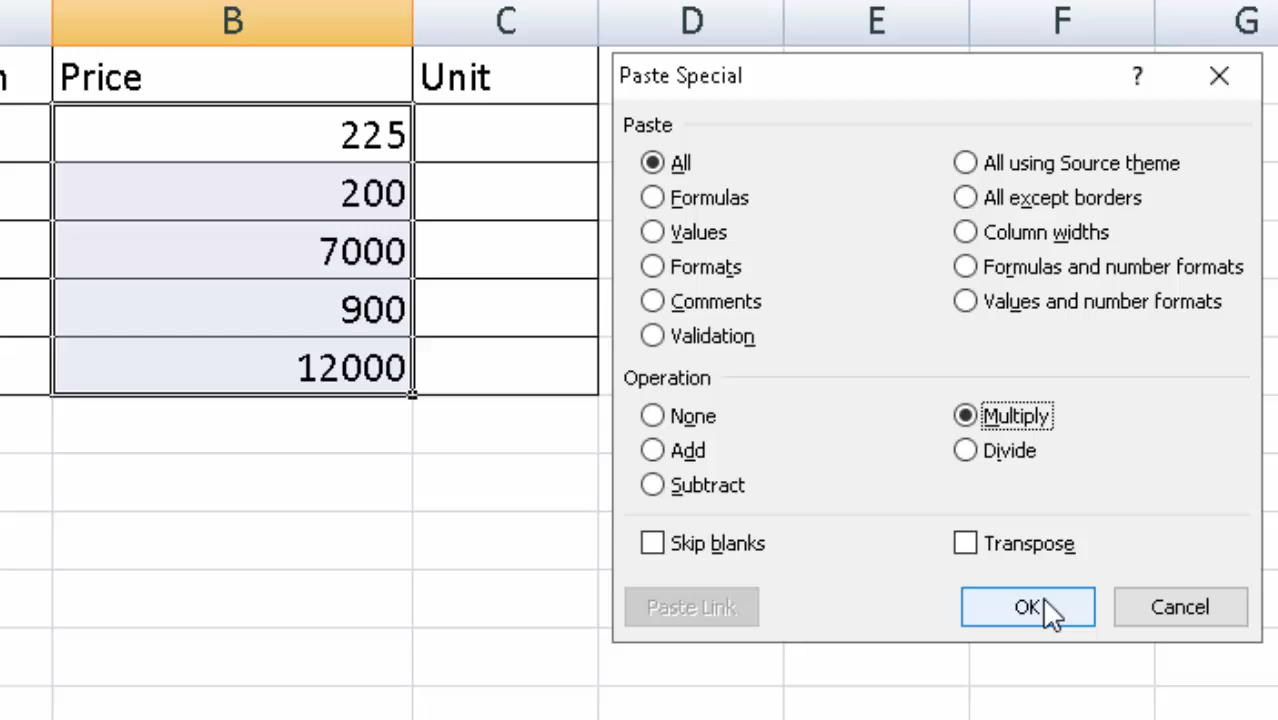 B C D E F G
n Price Unit
225
200
7000
900
12000
Paste Special ?
Paste
All All using Source theme
Formulas All except borders
Values Column widths
Formats Formulas and number formats
Comments Values and number formats
Validation
Operation
None Multiply
Add Divide
Subtract
Skip blanks Transpose
Paste Link OK Cancel